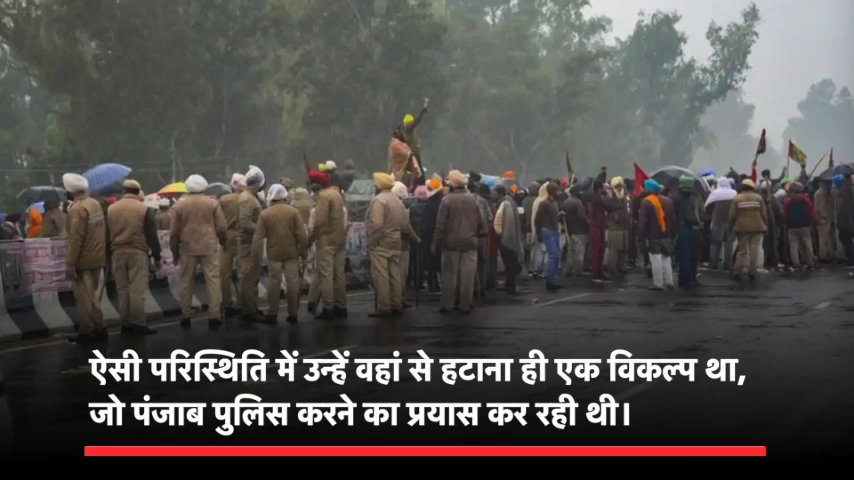 ऐसी परिस्थिति में उन्हें वहां से हटाना ही एक विकल्प था,
जो पंजाब पुलिस करने का प्रयास कर रही थी।